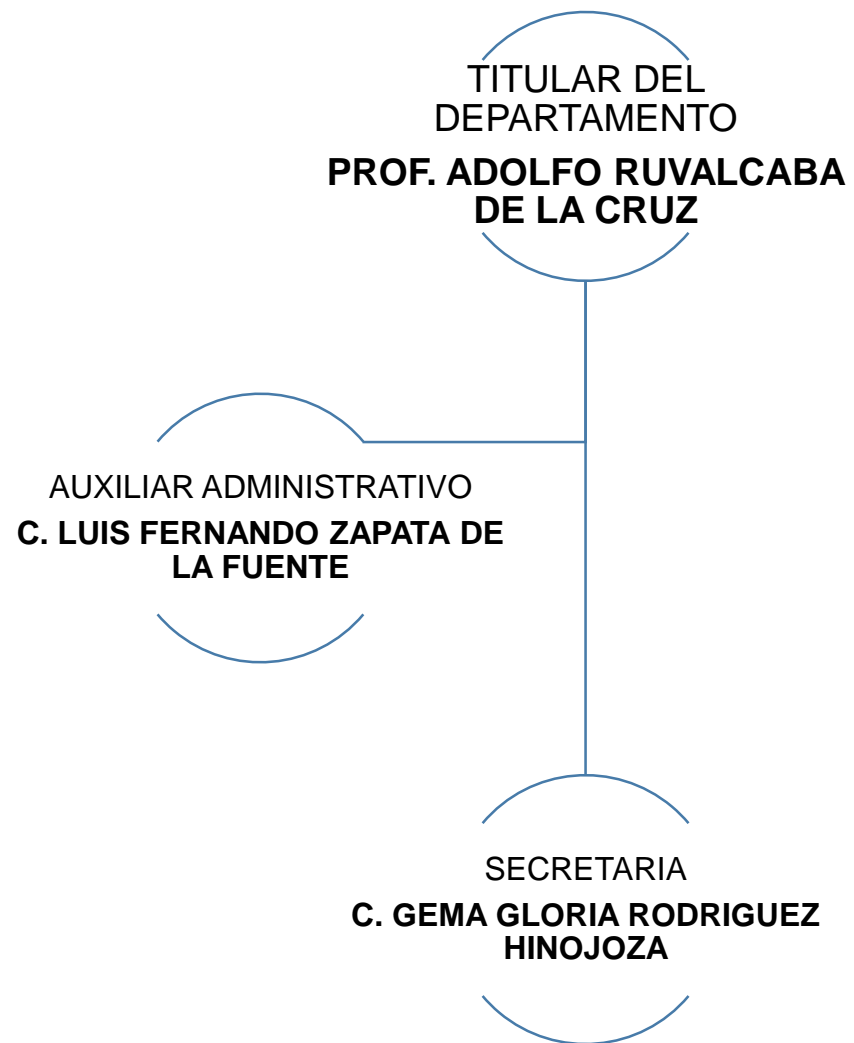 TITULAR DEL
DEPARTAMENTO
PROF. ADOLFO RUVALCABA
DE LA CRUZ
AUXILIAR ADMINISTRATIVO
C. LUIS FERNANDO ZAPATA DE
LA FUENTE
SECRETARIA
C. GEMA GLORIA RODRIGUEZ
HINOJOZA